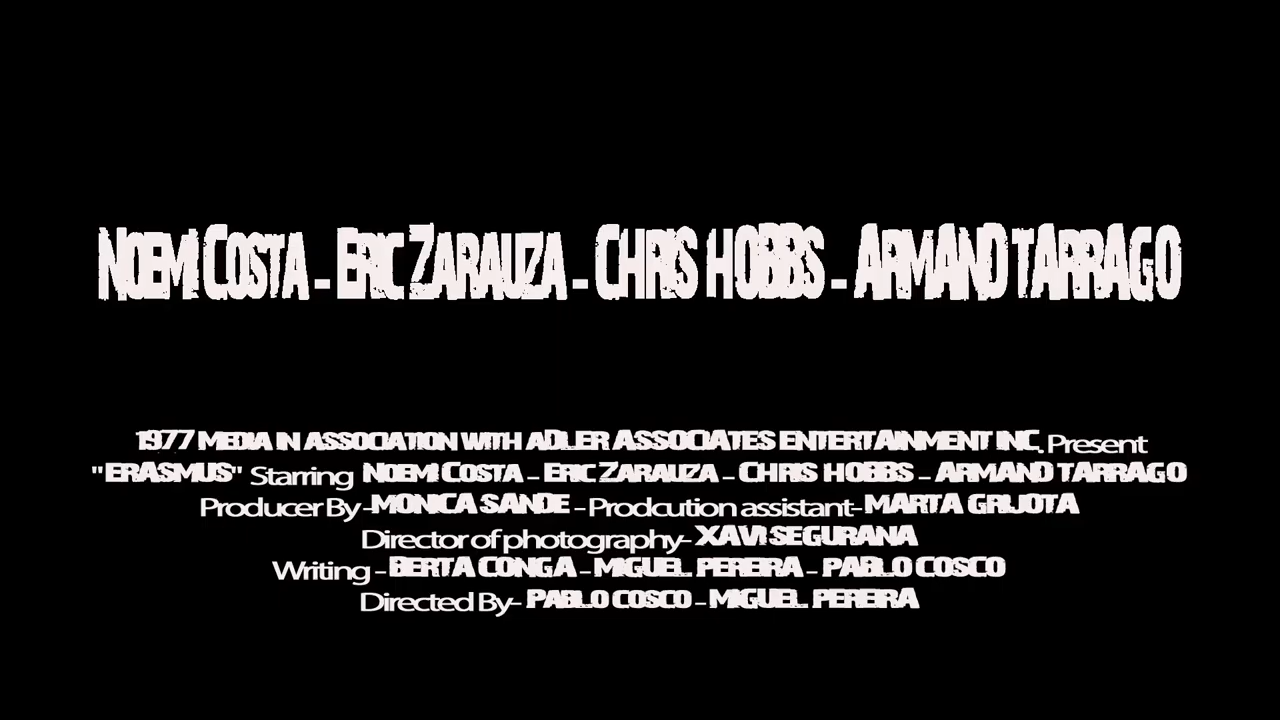 NOEMI COSTA - ERIC ZARAUZA - CHRIS HOBBS - ARMAND TARRAGO
1977 MEDIA IN ASSOCIATION WITH ADLER ASSOCIATES ENTERTAINMENT INC. Present
"ERASMUS" Starring NOEMI COSTA - ERIC ZARAUZA - CHRIS HOBBS - ARMAND TARRAGO
Producer By -MONICA SANDE - Prodcution assistant- MARTA GRIJOTA
Director of photography- XAVI SEGURANA
Writing - BERTA CONGA - MIGUEL PEREIRA - PABLO COSCO
Directed By- PABLO COSCO - MIGUEL PEREIRA